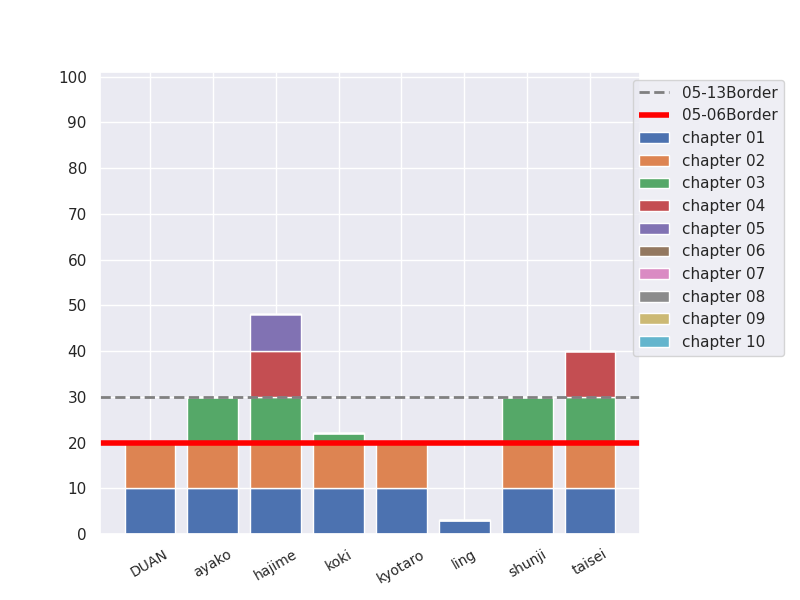 100
90
80
70
60
50
40
30
20
10
0
DUAN
ayako
hajime
koki
kyotaro
ling
shunji
taisei
05-13Border
05-06Border
chapter 01
chapter 02
chapter 03
chapter 04
chapter 05
chapter 06
chapter 07
chapter 08
chapter 09
chapter 10